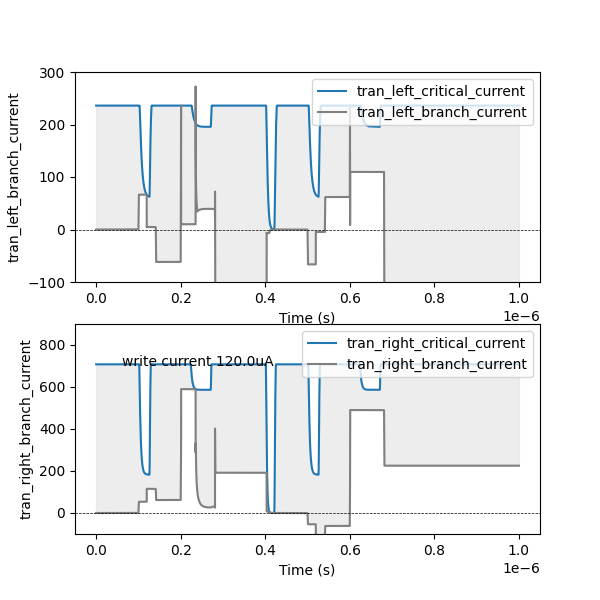 tran_left_branch_current
300
200
100
0
−100
tran_left_critical_current
tran_left_branch_current
0.0 0.2 0.4 0.6 0.8 1.0
Time (s)
1e−6
tran_right_branch_current
800
600
400
200
0
write current 120.0uA
tran_right_critical_current
tran_right_branch_current
0.0 0.2 0.4 0.6 0.8 1.0
Time (s)
1e−6